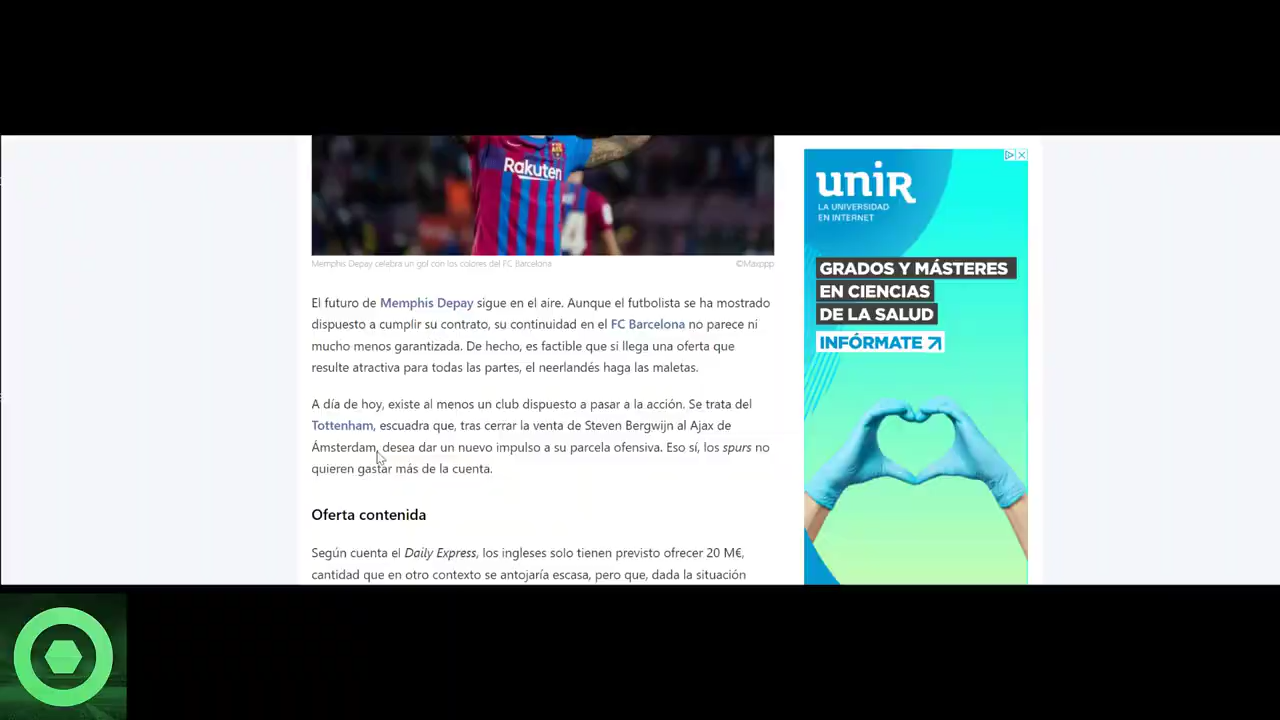 Rakuten
4
Memphis Depay celebra un gol con los colores del FC Barcelona
©Maxppp
El futuro de Memphis Depay sigue en el aire. Aunque el futbolista se ha mostrado
dispuesto a cumplir su contrato, su continuidad en el FC Barcelona no parece ni
mucho menos garantizada. De hecho, es factible que si llega una oferta que
resulte atractiva para todas las partes, el neerlandés haga las maletas.
A día de hoy, existe al menos un club dispuesto a pasar a la acción. Se trata del
Tottenham, escuadra que, tras cerrar la venta de Steven Bergwijn al Ajax de
Ámsterdam, desea dar un nuevo impulso a su parcela ofensiva. Eso sí, los spurs no
quieren gastar más de la cuenta.
Oferta contenida
Según cuenta el Daily Express, los ingleses solo tienen previsto ofrecer 20 M€,
cantidad que en otro contexto se antojaría escasa, pero que, dada la situación
unir
LA UNIVERSIDAD
EN INTERNET
GRADOS Y MÁSTERES
EN CIENCIAS
DE LA SALUD
INFÓRMATE